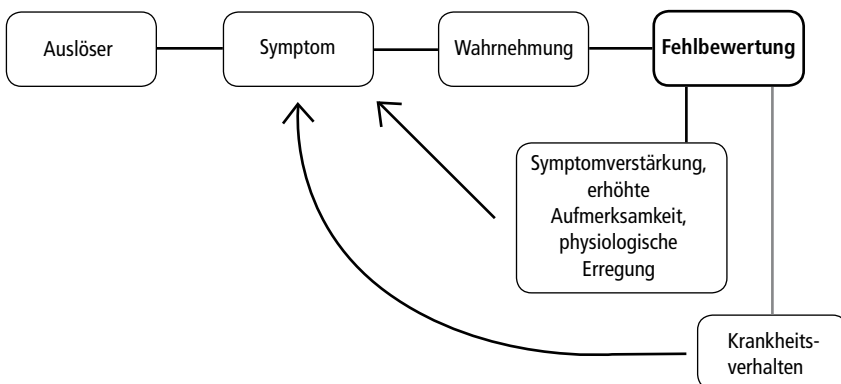 Auslöser
Symptom
Wahrnehmung
Fehlbewertung
Symptomverstärkung,
erhöhte
Aufmerksamkeit,
physiologische
Erregung
Krankheits-
verhalten